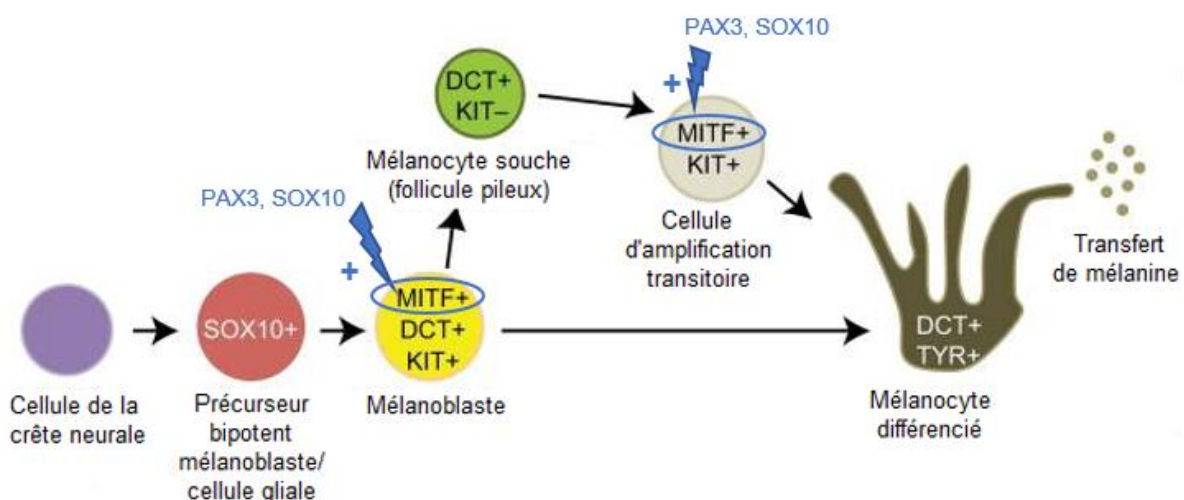 PAX3, SOX10
+
DCT+
KIT–
MITF+
KIT+
Mélanocyte souche
(follicule pileux)
Cellule
d'amplification
transitoire
Transfert
de mélanine
PAX3, SOX10
+
SOX10+
MITF+
DCT+
KIT+
DCT+
TYR+
Cellule de la
crête neurale
Précurseur
bipotent
mélanoblaste/
cellule gliale
Mélanoblaste
Mélanocyte
différencié